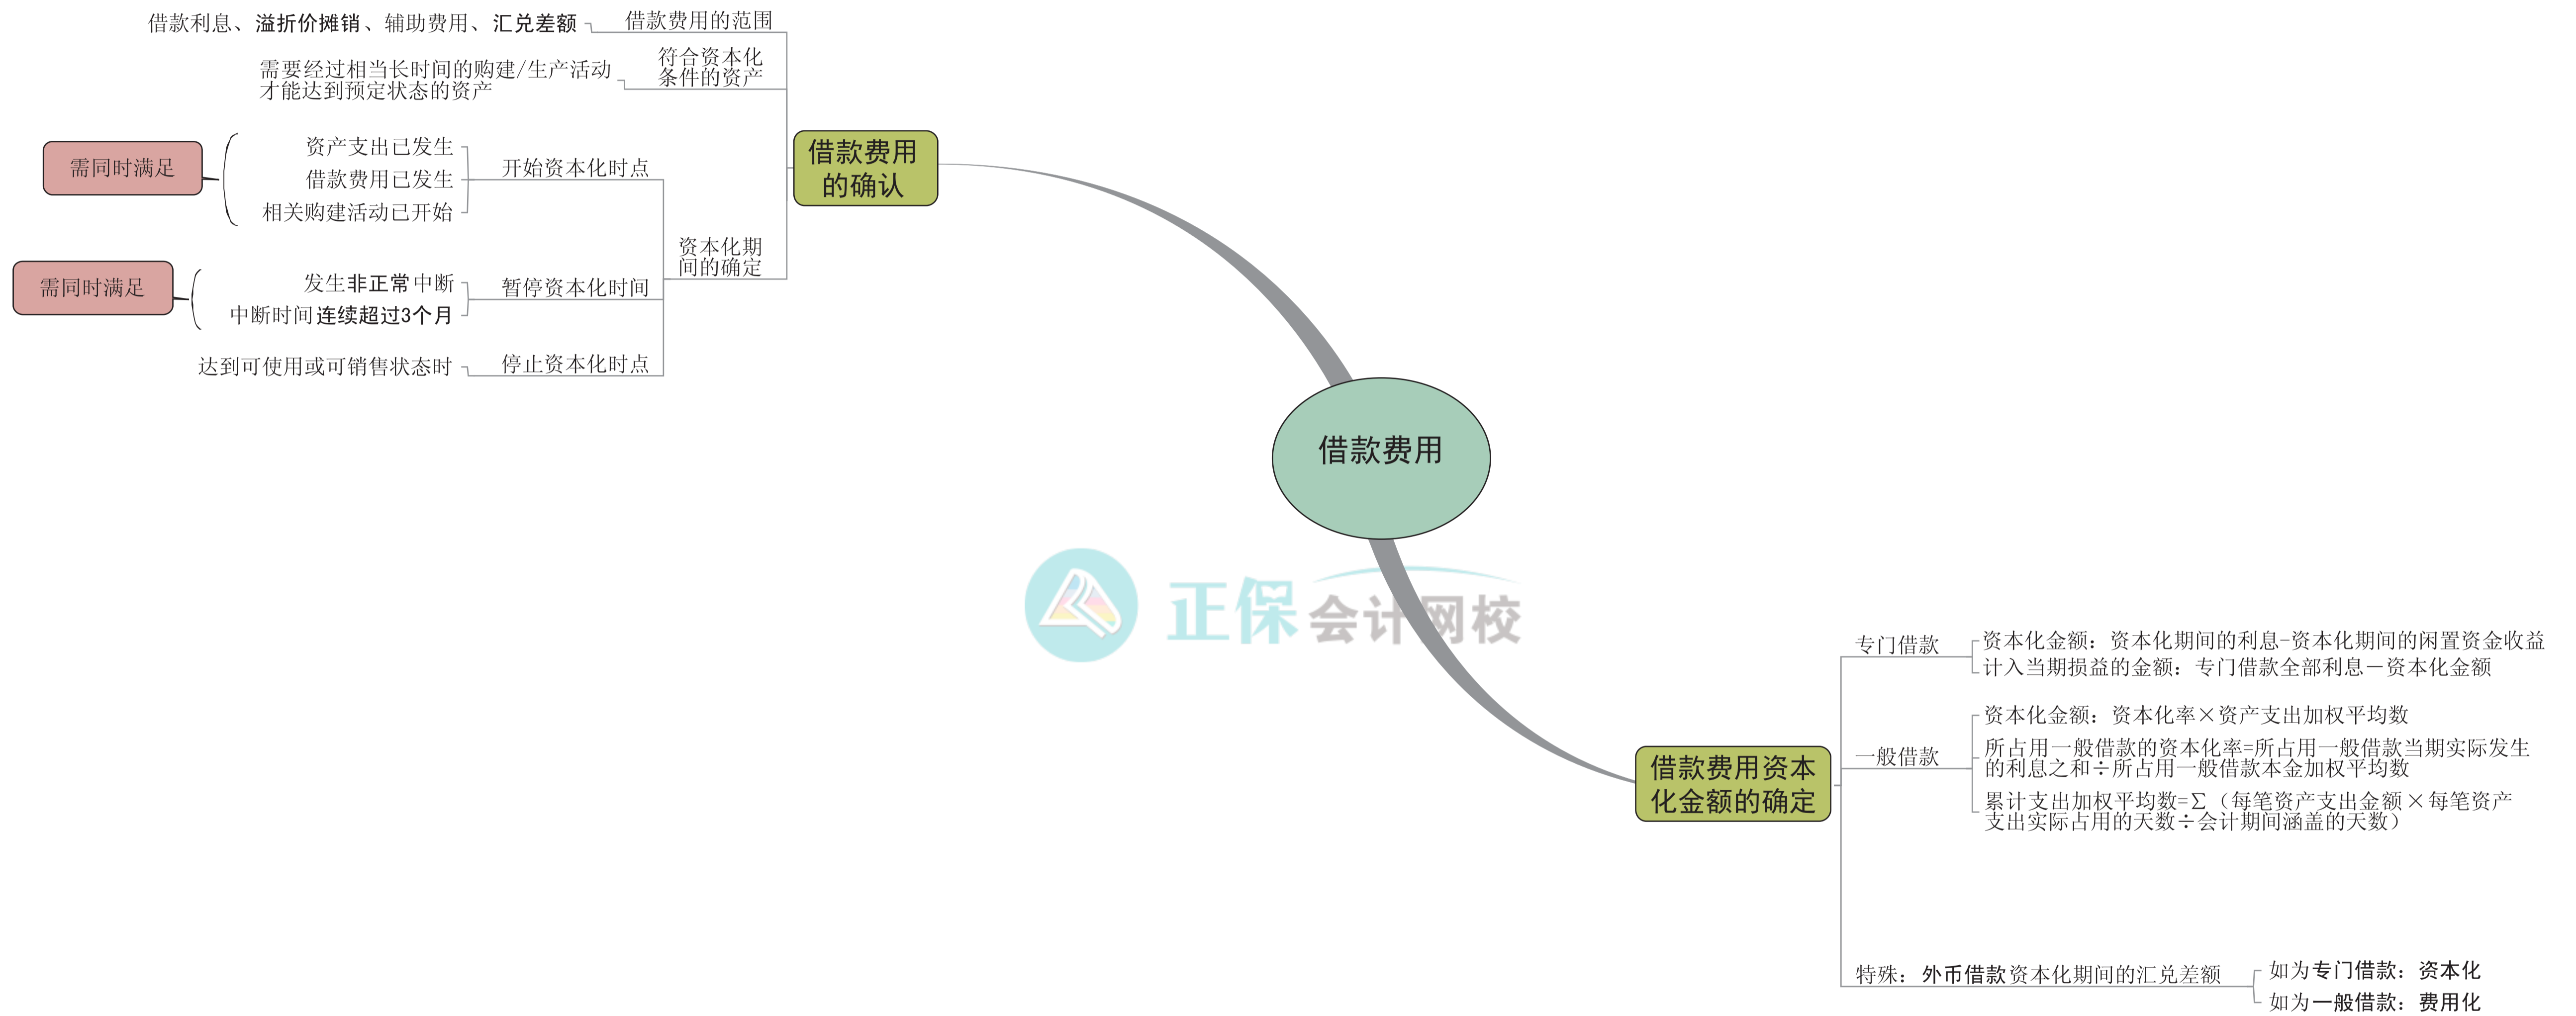 借款费用
借款费用
的确认
借款费用的范围
借款利息、溢折价摊销、辅助费用、汇兑差额
符合资本化
条件的资产
需要经过相当长时间的购建/生产活动
才能达到预定状态的资产
资本化期
间的确定
开始资本化时点
资产支出已发生
借款费用已发生
相关购建活动已开始
需同时满足
暂停资本化时间
发生非正常中断
中断时间连续超过3个月
需同时满足
停止资本化时点
达到可使用或可销售状态时
正保会计网校
借款费用资本
化金额的确定
专门借款
资本化金额：资本化期间的利息-资本化期间的闲置资金收益
计入当期损益的金额：专门借款全部利息－资本化金额
一般借款
资本化金额：资本化率×资产支出加权平均数
所占用一般借款的资本化率=所占用一般借款当期实际发生
的利息之和÷所占用一般借款本金加权平均数
累计支出加权平均数=∑（每笔资产支出金额×每笔资产
支出实际占用的天数÷会计期间涵盖的天数）
特殊：外币借款资本化期间的汇兑差额
如为专门借款：资本化
如为一般借款：费用化